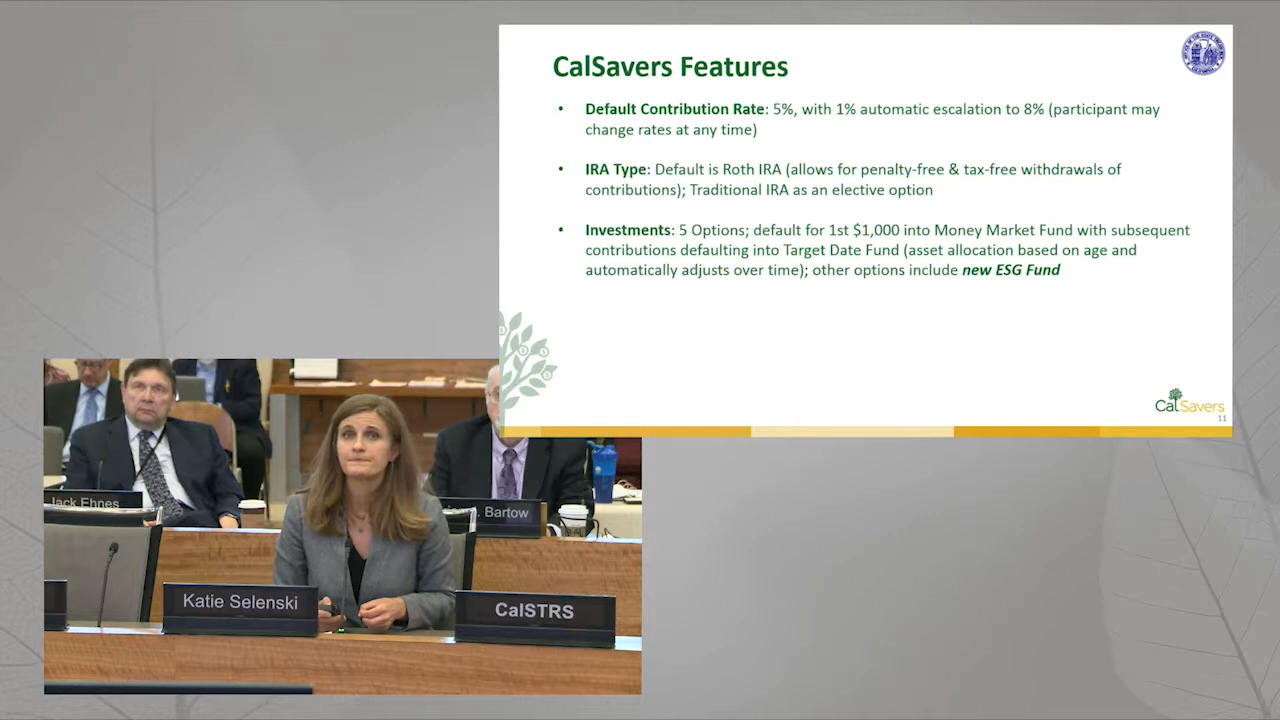 CalSavers Features
• Default Contribution Rate: 5%, with 1% automatic escalation to 8% (participant may
change rates at any time)
• IRA Type: Default is Roth IRA (allows for penalty-free & tax-free withdrawals of
contributions); Traditional IRA as an elective option
• Investments: 5 Options; default for 1st $1,000 into Money Market Fund with subsequent
contributions defaulting into Target Date Fund (asset allocation based on age and
automatically adjusts over time); other options include new ESG Fund
CalSavers
11
Jack Ehnes
Bartow
Katie Selenski
CalSTRS